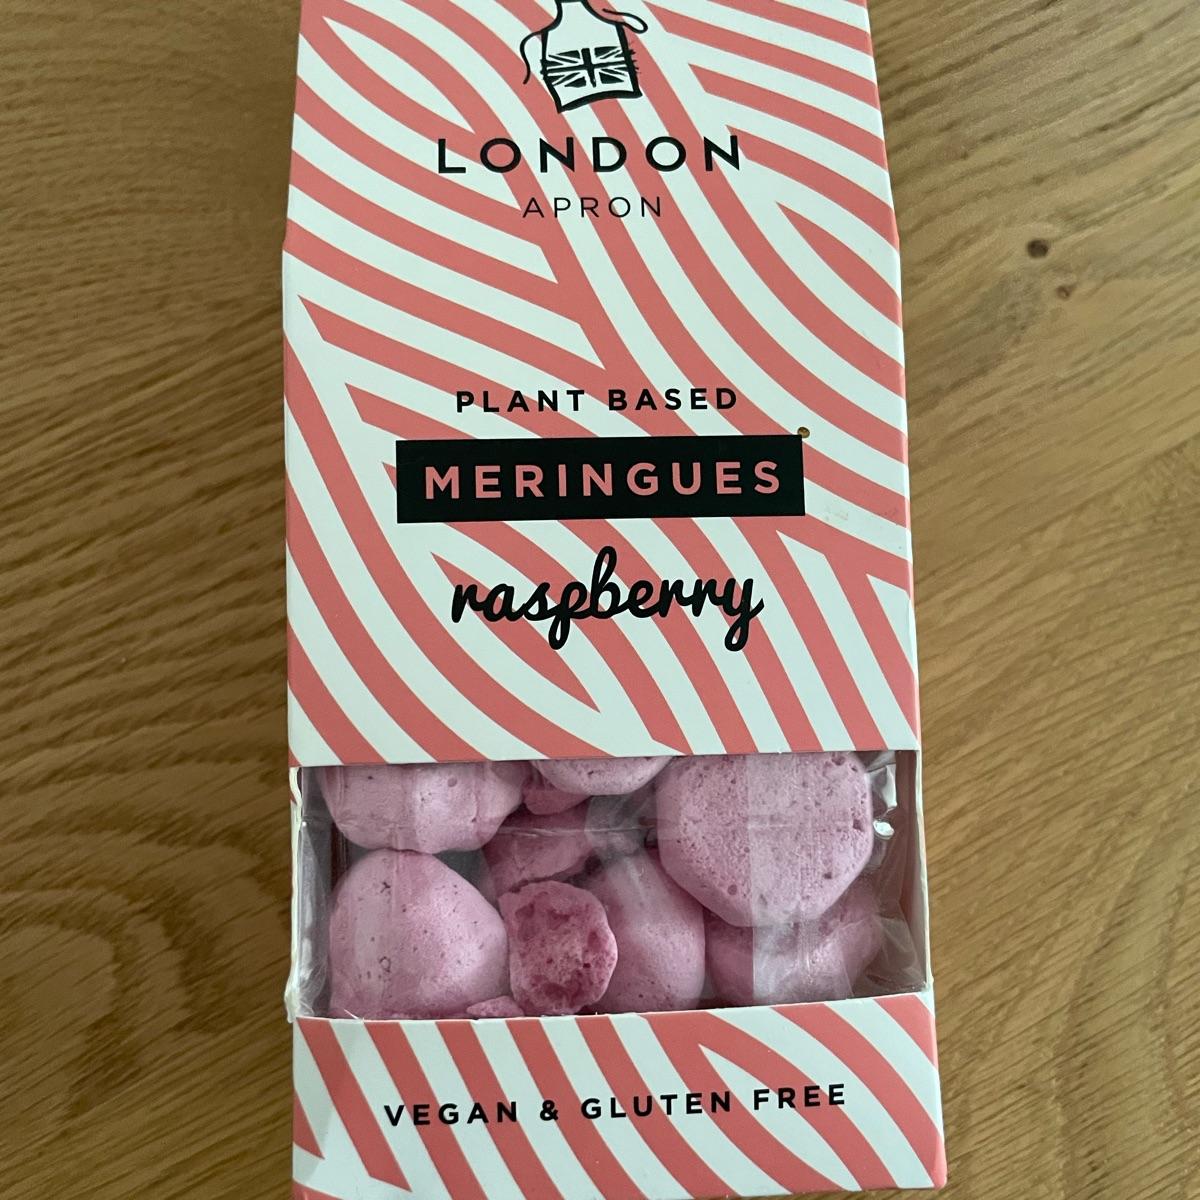 LONDON
APRON
PLANT BASED
MERINGUES
raspberry
VEGAN & GLUTEN FREE